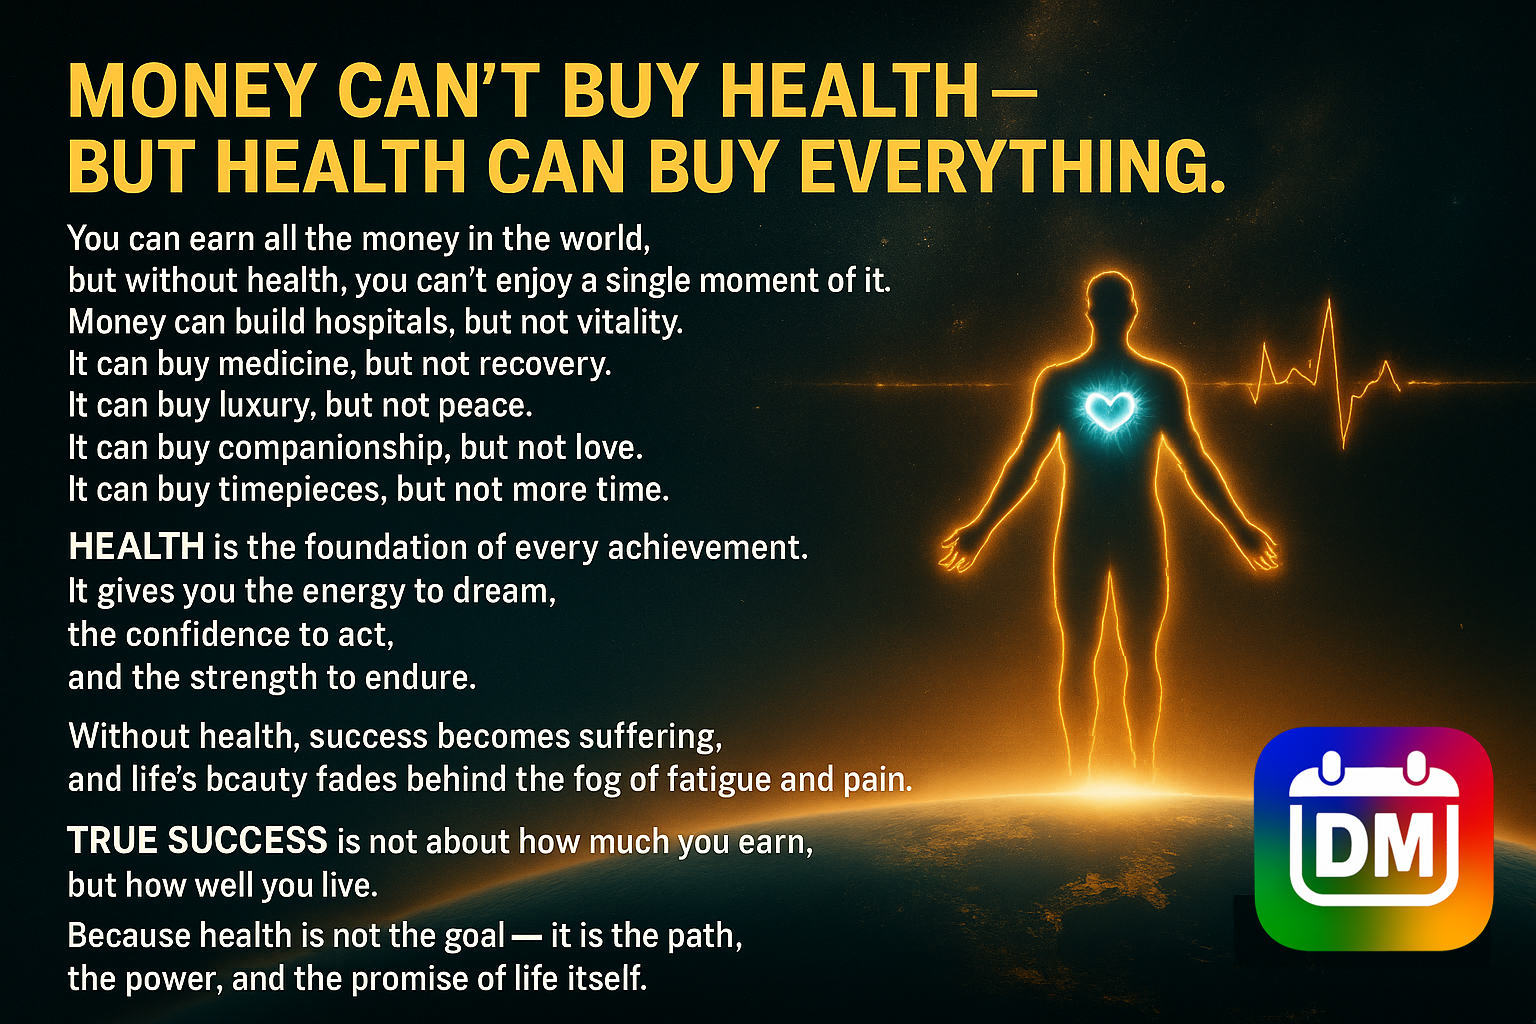 MONEY CAN’T BUY HEALTH —
BUT HEALTH CAN BUY EVERYTHING.
You can earn all the money in the world,
but without health, you can’t enjoy a single moment of it.
Money can build hospitals, but not vitality.
It can buy medicine, but not recovery.
It can buy luxury, but not peace.
It can buy companionship, but not love.
It can buy timepieces, but not more time.
HEALTH is the foundation of every achievement.
It gives you the energy to dream,
the confidence to act,
and the strength to endure.
Without health, success becomes suffering,
and life’s bcauty fades behind the fog of fatigue and pain.
TRUE SUCCESS is not about how much you earn,
but how well you live.
Because health is not the goal — it is the path,
the power, and the promise of life itself.
DM